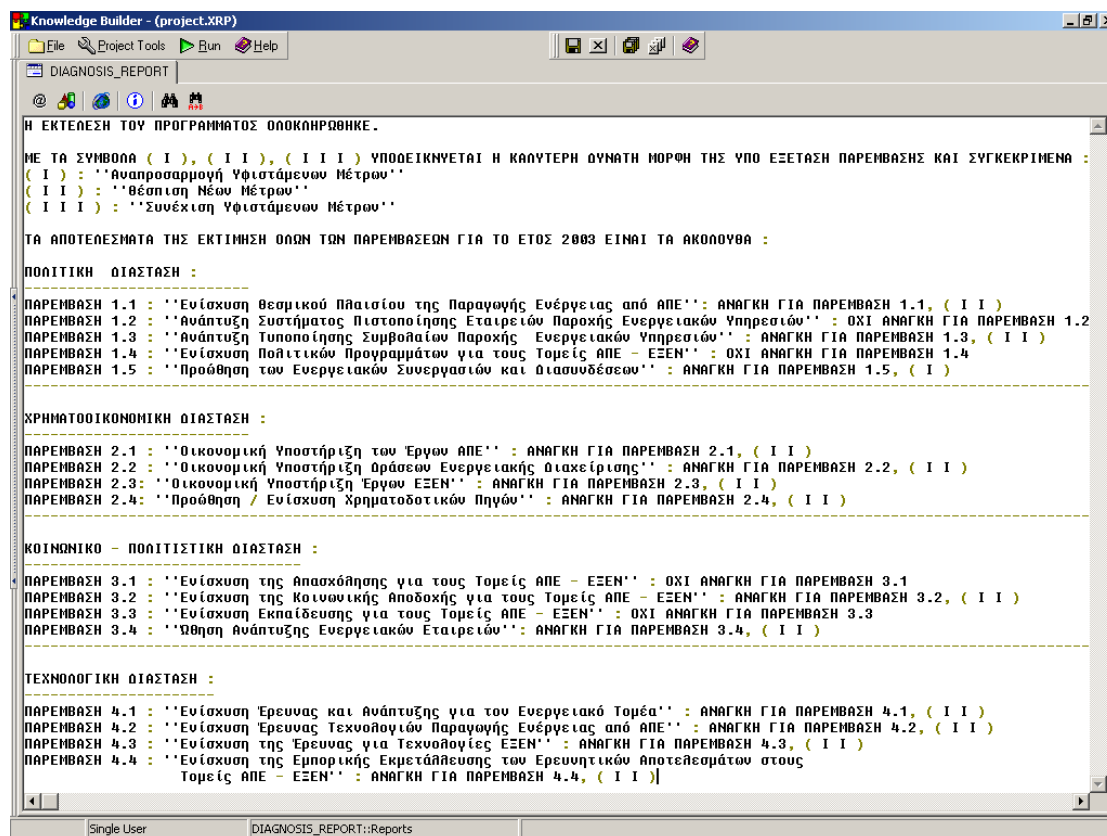 Knowledge Builder - (project.XRP)
File Project Tools Run Help
DIAGNOSIS_REPORT
Η ΕΚΤΕΛΕΣΗ ΤΟΥ ΠΡΟΓΡΑΜΜΑΤΟΣ ΟΛΟΚΛΗΡΩΘΗΚΕ.
ΜΕ ΤΑ ΣΥΜΒΟΛΑ ( Ι ), ( Ι Ι ), ( Ι Ι Ι ) ΥΠΟΔΕΙΚΝΥΕΤΑΙ Η ΚΑΛΥΤΕΡΗ ΔΥΝΑΤΗ ΜΟΡΦΗ ΤΗΣ ΥΠΟ ΕΞΕΤΑΣΗ ΠΑΡΕΜΒΑΣΗΣ ΚΑΙ ΣΥΓΚΕΚΡΙΜΕΝΑ :
( Ι ) : ''Αναπροσαρμογή Υφιστάμενων Μέτρων''
( Ι Ι ) : ''Θέσπιση Νέων Μέτρων''
( Ι Ι Ι ) : ''Συνέχιση Υφιστάμενων Μέτρων''
ΤΑ ΑΠΟΤΕΛΕΣΜΑΤΑ ΤΗΣ ΕΚΤΙΜΗΣΗ ΟΛΩΝ ΤΩΝ ΠΑΡΕΜΒΑΣΕΩΝ ΓΙΑ ΤΟ ΕΤΟΣ 2003 ΕΙΝΑΙ ΤΑ ΑΚΟΛΟΥΘΑ :
ΠΟΛΙΤΙΚΗ ΔΙΑΣΤΑΣΗ :
ΠΑΡΕΜΒΑΣΗ 1.1 : ''Ενίσχυση Θεσμικού Πλαισίου της Παραγωγής Ενέργειας από ΑΠΕ'': ΑΝΑΓΚΗ ΓΙΑ ΠΑΡΕΜΒΑΣΗ 1.1, ( Ι Ι )
ΠΑΡΕΜΒΑΣΗ 1.2 : ''Ανάπτυξη Συστήματος Πιστοποίησης Εταιρειών Παροχής Ενεργειακών Υπηρεσιών'' : ΟΧΙ ΑΝΑΓΚΗ ΓΙΑ ΠΑΡΕΜΒΑΣΗ 1.2
ΠΑΡΕΜΒΑΣΗ 1.3 : ''Ανάπτυξη Τυποποίησης Συμβολαίων Παροχής Ενεργειακών Υπηρεσιών'' : ΑΝΑΓΚΗ ΓΙΑ ΠΑΡΕΜΒΑΣΗ 1.3, ( Ι Ι )
ΠΑΡΕΜΒΑΣΗ 1.4 : ''Ενίσχυση Πολιτικών Προγραμμάτων για τους Τομείς ΑΠΕ - ΕΞΕΝ'' : ΟΧΙ ΑΝΑΓΚΗ ΓΙΑ ΠΑΡΕΜΒΑΣΗ 1.4
ΠΑΡΕΜΒΑΣΗ 1.5 : ''Προώθηση των Ενεργειακών Συνεργασιών και Διασυνδέσεων'' : ΑΝΑΓΚΗ ΓΙΑ ΠΑΡΕΜΒΑΣΗ 1.5, ( Ι )
ΧΡΗΜΑΤΟΟΙΚΟΝΟΜΙΚΗ ΔΙΑΣΤΑΣΗ :
ΠΑΡΕΜΒΑΣΗ 2.1 : ''Οικονομική Υποστήριξη των Έργων ΑΠΕ'' : ΑΝΑΓΚΗ ΓΙΑ ΠΑΡΕΜΒΑΣΗ 2.1, ( Ι Ι )
ΠΑΡΕΜΒΑΣΗ 2.2 : ''Οικονομική Υποστήριξη Δράσεων Ενεργειακής Διαχείρισης'' : ΑΝΑΓΚΗ ΓΙΑ ΠΑΡΕΜΒΑΣΗ 2.2, ( Ι Ι )
ΠΑΡΕΜΒΑΣΗ 2.3: ''Οικονομική Υποστήριξη Έργων ΕΞΕΝ'' : ΑΝΑΓΚΗ ΓΙΑ ΠΑΡΕΜΒΑΣΗ 2.3, ( Ι Ι )
ΠΑΡΕΜΒΑΣΗ 2.4: ''Προώθηση / Ενίσχυση Χρηματοδοτικών Πηγών'' : ΑΝΑΓΚΗ ΓΙΑ ΠΑΡΕΜΒΑΣΗ 2.4, ( Ι Ι )
ΚΟΙΝΩΝΙΚΟ - ΠΟΛΙΤΙΣΤΙΚΗ ΔΙΑΣΤΑΣΗ :
ΠΑΡΕΜΒΑΣΗ 3.1 : ''Ενίσχυση της Απασχόλησης για τους Τομείς ΑΠΕ - ΕΞΕΝ'' : ΟΧΙ ΑΝΑΓΚΗ ΓΙΑ ΠΑΡΕΜΒΑΣΗ 3.1
ΠΑΡΕΜΒΑΣΗ 3.2 : ''Ενίσχυση της Κοινωνικής Αποδοχής για τους Τομείς ΑΠΕ - ΕΞΕΝ'' : ΑΝΑΓΚΗ ΓΙΑ ΠΑΡΕΜΒΑΣΗ 3.2, ( Ι Ι )
ΠΑΡΕΜΒΑΣΗ 3.3 : ''Ενίσχυση Εκπαίδευσης για τους Τομείς ΑΠΕ - ΕΞΕΝ'' : ΟΧΙ ΑΝΑΓΚΗ ΓΙΑ ΠΑΡΕΜΒΑΣΗ 3.3
ΠΑΡΕΜΒΑΣΗ 3.4 : ''Ώθηση Ανάπτυξης Ενεργειακών Εταιρειών'': ΑΝΑΓΚΗ ΓΙΑ ΠΑΡΕΜΒΑΣΗ 3.4, ( Ι Ι )
ΤΕΧΝΟΛΟΓΙΚΗ ΔΙΑΣΤΑΣΗ :
ΠΑΡΕΜΒΑΣΗ 4.1 : ''Ενίσχυση Έρευνας και Ανάπτυξης για τον Ενεργειακό Τομέα'' : ΑΝΑΓΚΗ ΓΙΑ ΠΑΡΕΜΒΑΣΗ 4.1, ( Ι Ι )
ΠΑΡΕΜΒΑΣΗ 4.2 : ''Ενίσχυση Έρευνας Τεχνολογιών Παραγωγής Ενέργειας από ΑΠΕ'' : ΑΝΑΓΚΗ ΓΙΑ ΠΑΡΕΜΒΑΣΗ 4.2, ( Ι Ι )
ΠΑΡΕΜΒΑΣΗ 4.3 : ''Ενίσχυση της Έρευνας για Τεχνολογίες ΕΞΕΝ'' : ΑΝΑΓΚΗ ΓΙΑ ΠΑΡΕΜΒΑΣΗ 4.3, ( Ι Ι )
ΠΑΡΕΜΒΑΣΗ 4.4 : ''Ενίσχυση της Εμπορικής Εκμετάλλευσης των Ερευνητικών Αποτελεσμάτων στους
Τομείς ΑΠΕ - ΕΞΕΝ'' : ΑΝΑΓΚΗ ΓΙΑ ΠΑΡΕΜΒΑΣΗ 4.4, ( Ι Ι )
Single User DIAGNOSIS_REPORT::Reports